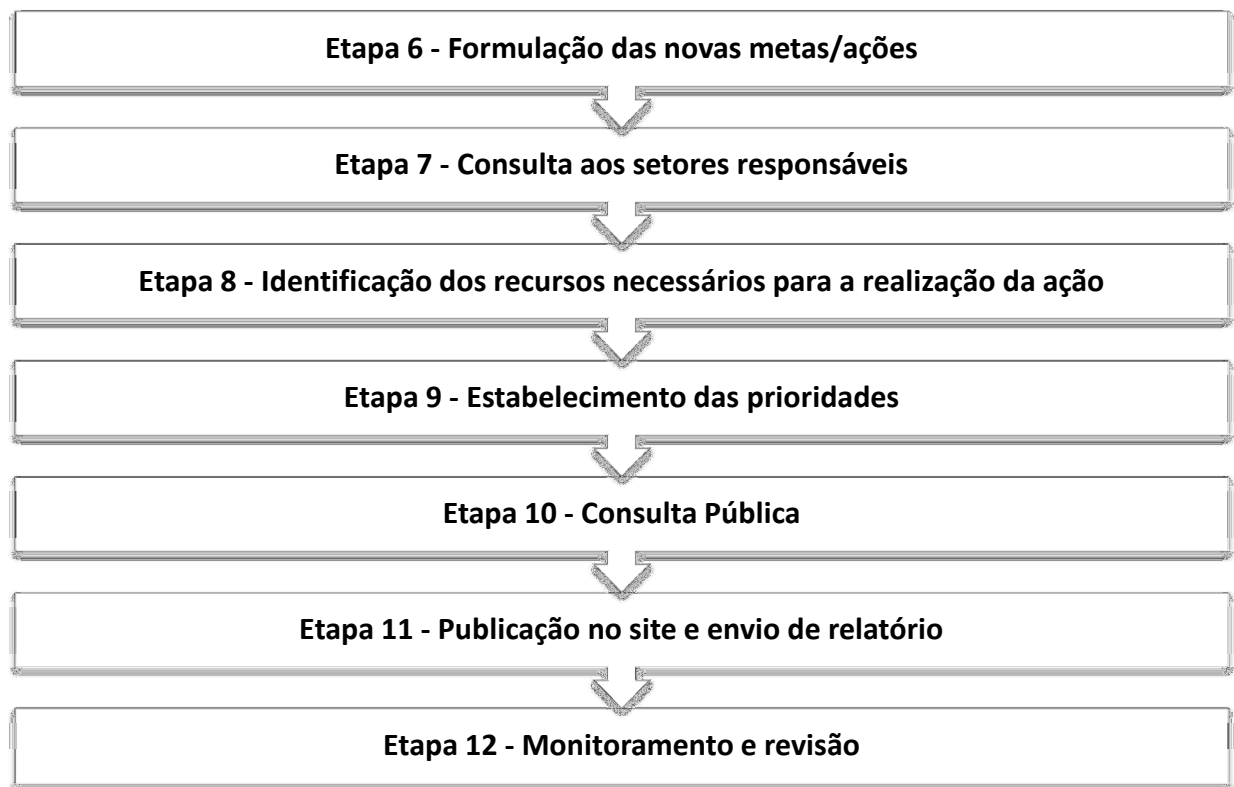 Etapa 6 - Formulação das novas metas/ações
Etapa 7 - Consulta aos setores responsáveis
Etapa 8 - Identificação dos recursos necessários para a realização da ação
Etapa 9 - Estabelecimento das prioridades
Etapa 10 - Consulta Pública
Etapa 11 - Publicação no site e envio de relatório
Etapa 12 - Monitoramento e revisão